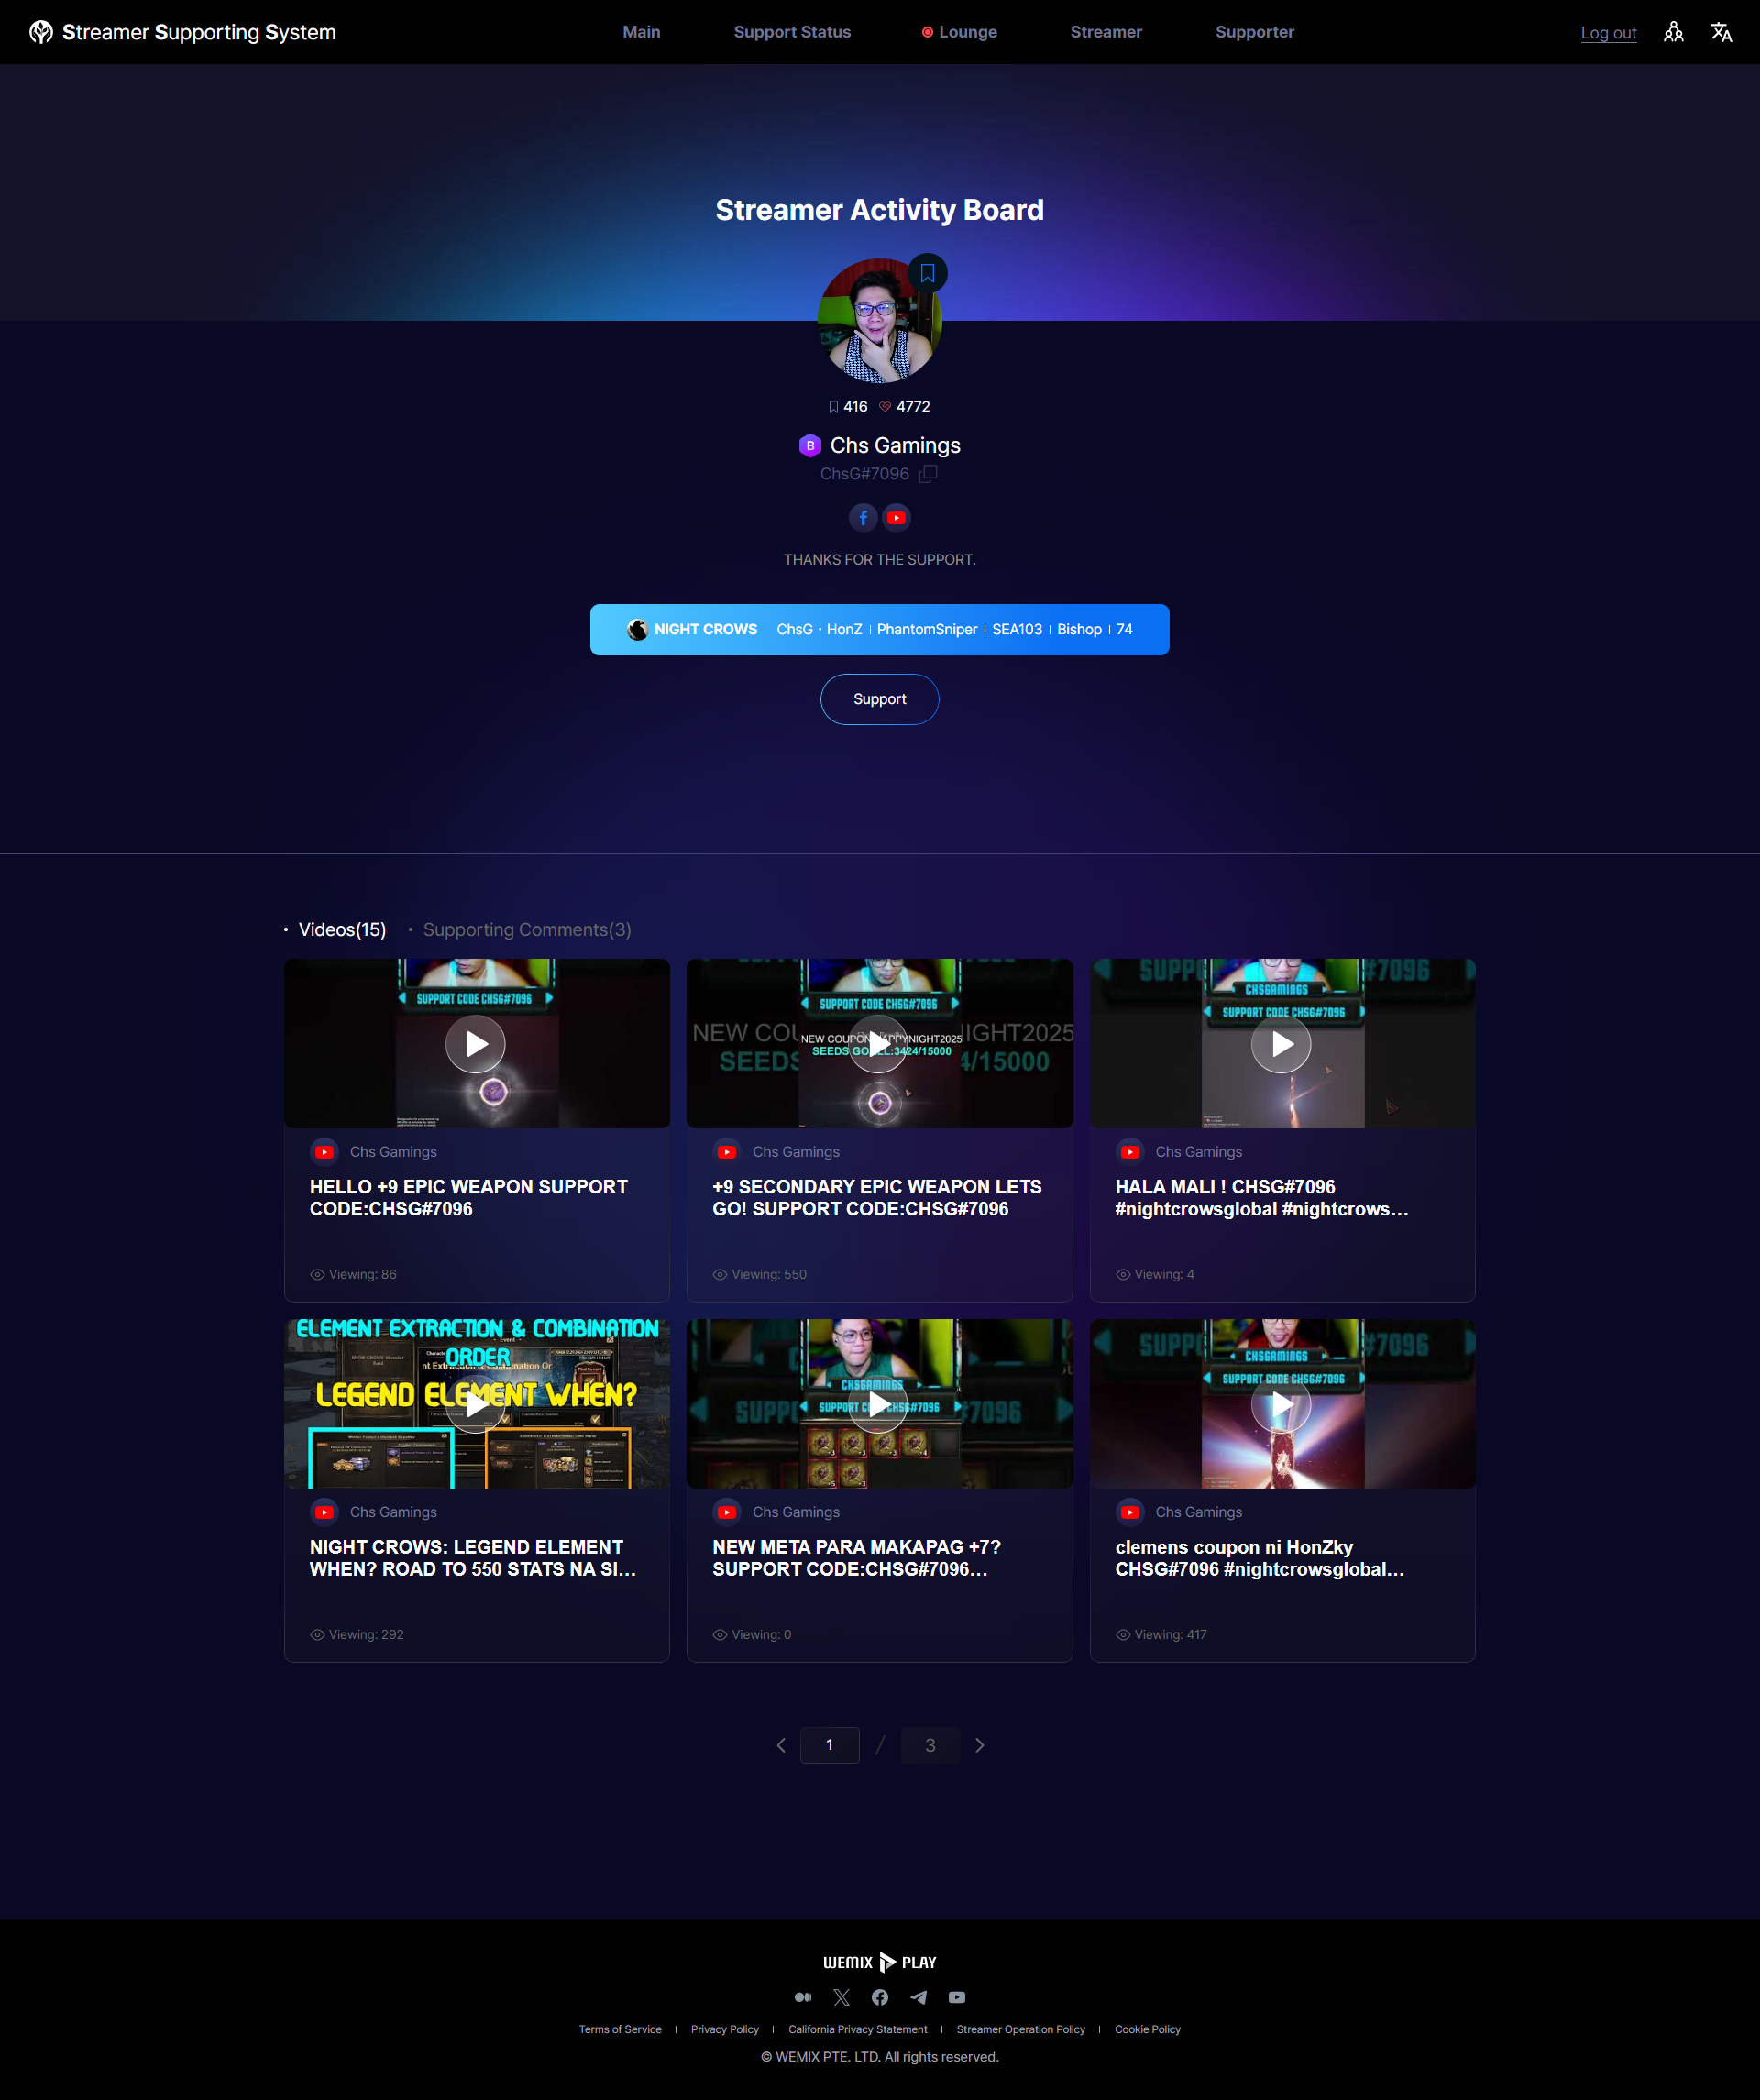 Streamer Supporting System
Main
Support Status
Lounge
Streamer
Supporter
Log out
Streamer Activity Board
416 4772
B Chs Gamings
ChsG#7096
THANKS FOR THE SUPPORT.
NIGHT CROWS ChsG · HonZ | PhantomSniper | SEA103 | Bishop | 74
Support
• Videos(15)
• Supporting Comments(3)
SUPPORT CODE CHSG#7096
Chs Gamings
HELLO +9 EPIC WEAPON SUPPORT
CODE:CHSG#7096
Viewing: 86
SUPPORT CODE CHSG#7096
SEEDS 3424/15000
Chs Gamings
+9 SECONDARY EPIC WEAPON LETS
GO! SUPPORT CODE:CHSG#7096
Viewing: 550
CHSGAMINGS
SUPPORT CODE CHSG#7096
Chs Gamings
HALA MALI ! CHSG#7096
#nightcrowsglobal #nightcrows...
Viewing: 4
ELEMENT EXTRACTION & COMBINATION
ORDER
LEGEND ELEMENT WHEN?
Chs Gamings
NIGHT CROWS: LEGEND ELEMENT
WHEN? ROAD TO 550 STATS NA SI...
Viewing: 292
CHSGAMINGS
Chs Gamings
NEW META PARA MAKAPAG +7?
SUPPORT CODE:CHSG#7096...
Viewing: 0
CHSGAMINGS
SUPPORT CODE CHSG#7096
Chs Gamings
clemens coupon ni HonZky
CHSG#7096 #nightcrowsglobal...
Viewing: 417
1 / 3
WEMIX PLAY
Terms of Service | Privacy Policy | California Privacy Statement | Streamer Operation Policy | Cookie Policy
© WEMIX PTE. LTD. All rights reserved.